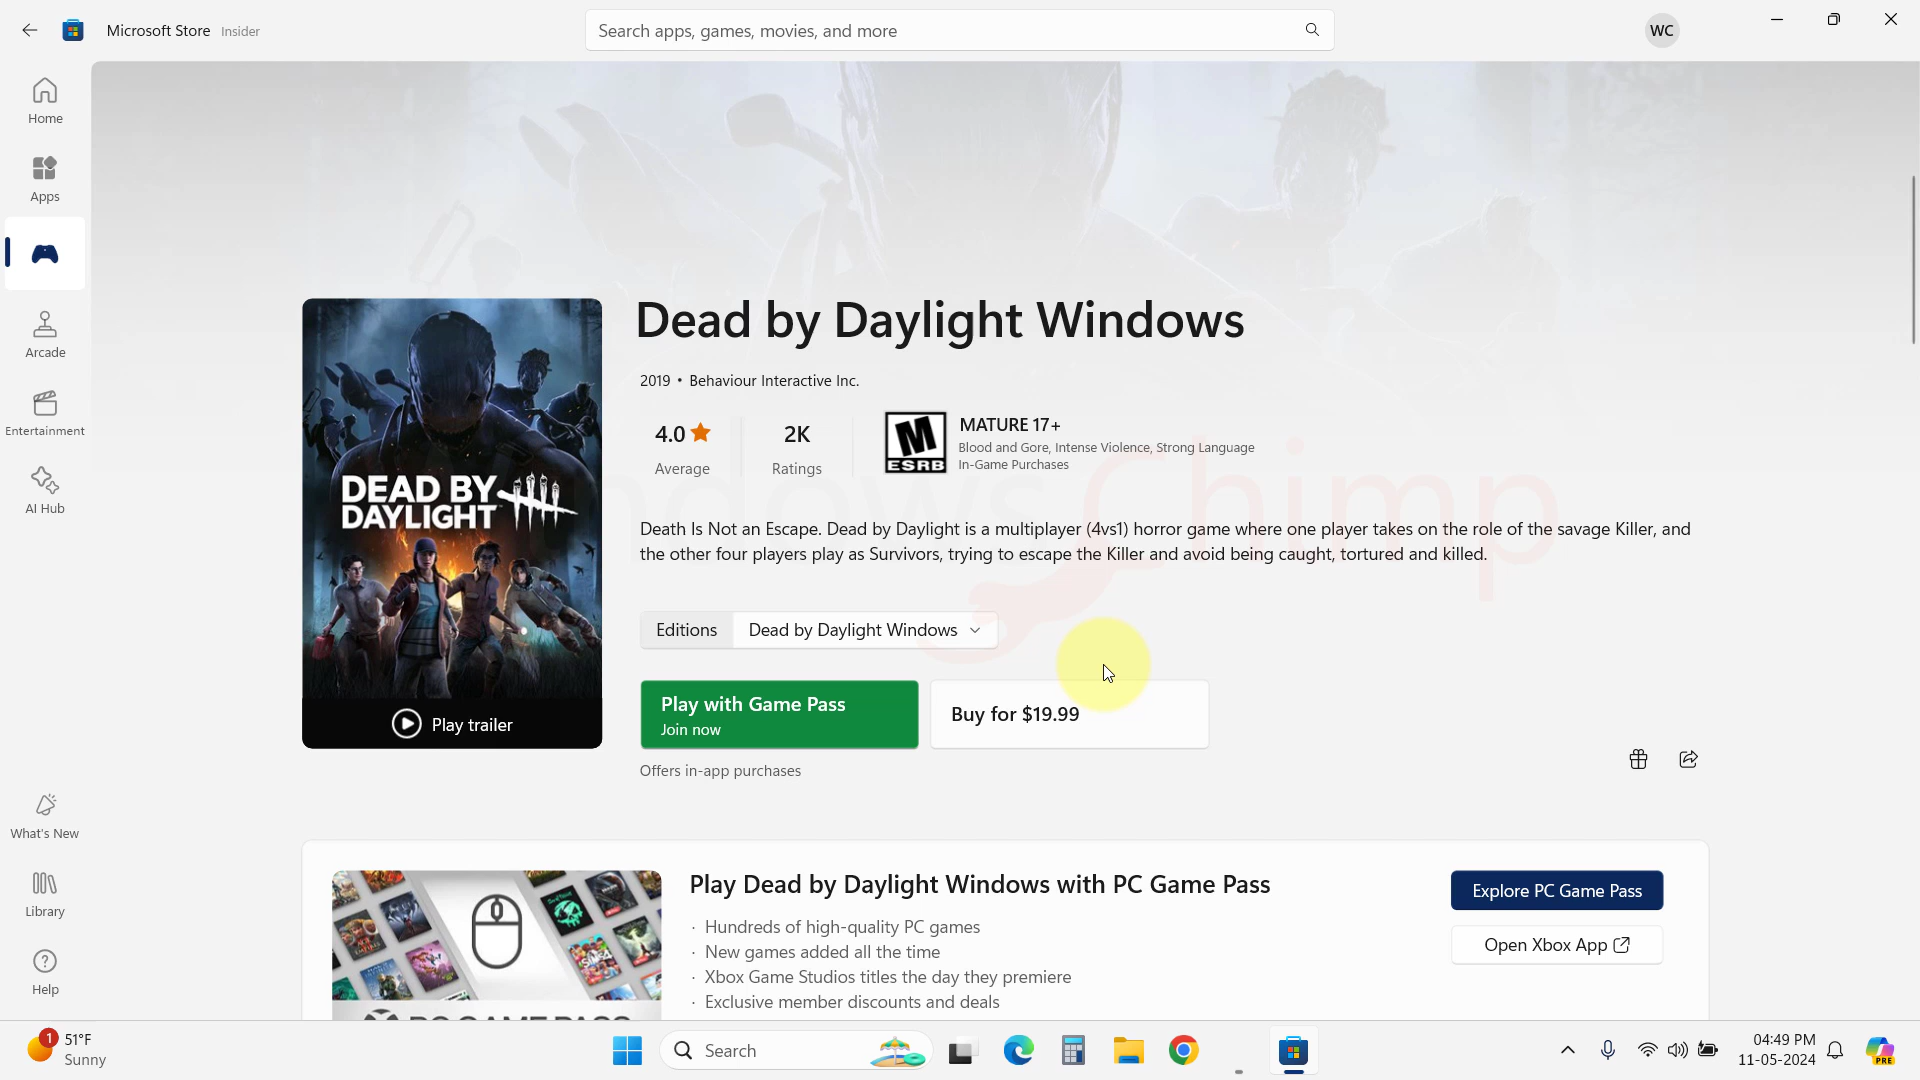 Microsoft Store Insider
Search apps, games, movies, and more
WC
Home
Apps
Arcade
Entertainment
AI Hub
What's New
Library
Help
DEAD BY
DAYLIGHT
Play trailer
Dead by Daylight Windows
2019 • Behaviour Interactive Inc.
4.0
Average
2K
Ratings
M
ESRB
MATURE 17+
Blood and Gore, Intense Violence, Strong Language
In-Game Purchases
Windows Chimp
Death Is Not an Escape. Dead by Daylight is a multiplayer (4vs1) horror game where one player takes on the role of the savage Killer, and
the other four players play as Survivors, trying to escape the Killer and avoid being caught, tortured and killed.
Editions Dead by Daylight Windows
Play with Game Pass
Join now
Buy for $19.99
Offers in-app purchases
Play Dead by Daylight Windows with PC Game Pass
· Hundreds of high-quality PC games
· New games added all the time
· Xbox Game Studios titles the day they premiere
· Exclusive member discounts and deals
PC GAME PASS
Explore PC Game Pass
Open Xbox App
1
51°F
Sunny
Search
04:49 PM
11-05-2024
PRE